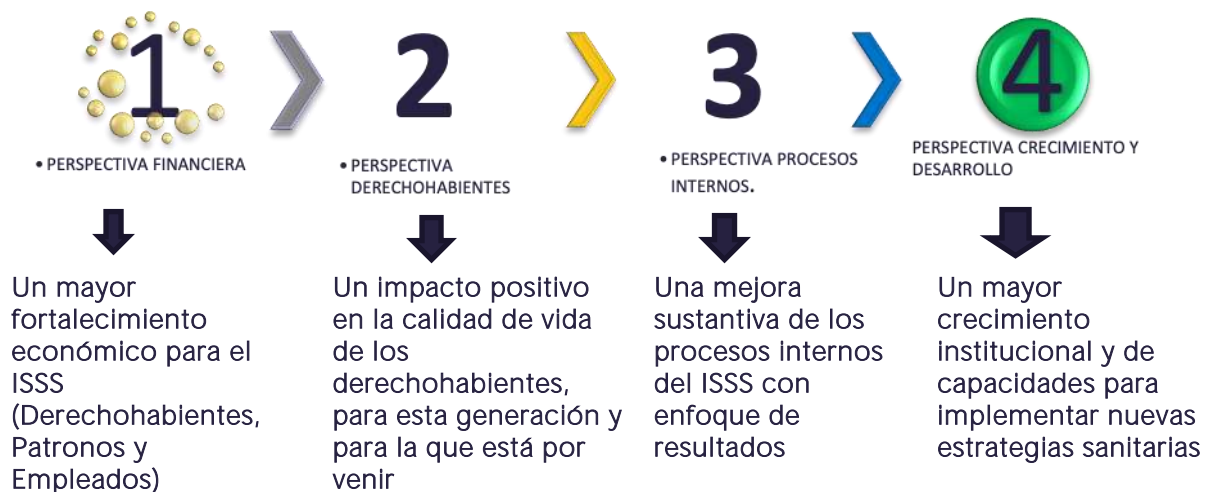 1
• PERSPECTIVA FINANCIERA
Un mayor
fortalecimiento
económico para el
ISSS
(Derechohabientes,
Patronos y
Empleados)
2
• PERSPECTIVA
DERECHOHABIENTES
Un impacto positivo
en la calidad de vida
de los
derechohabientes,
para esta generación y
para la que está por
venir
3
• PERSPECTIVA PROCESOS
INTERNOS.
Una mejora
sustantiva de los
procesos internos
del ISSS con
enfoque de
resultados
4
PERSPECTIVA CRECIMIENTO Y
DESARROLLO
Un mayor
crecimiento
institucional y de
capacidades para
implementar nuevas
estrategias sanitarias